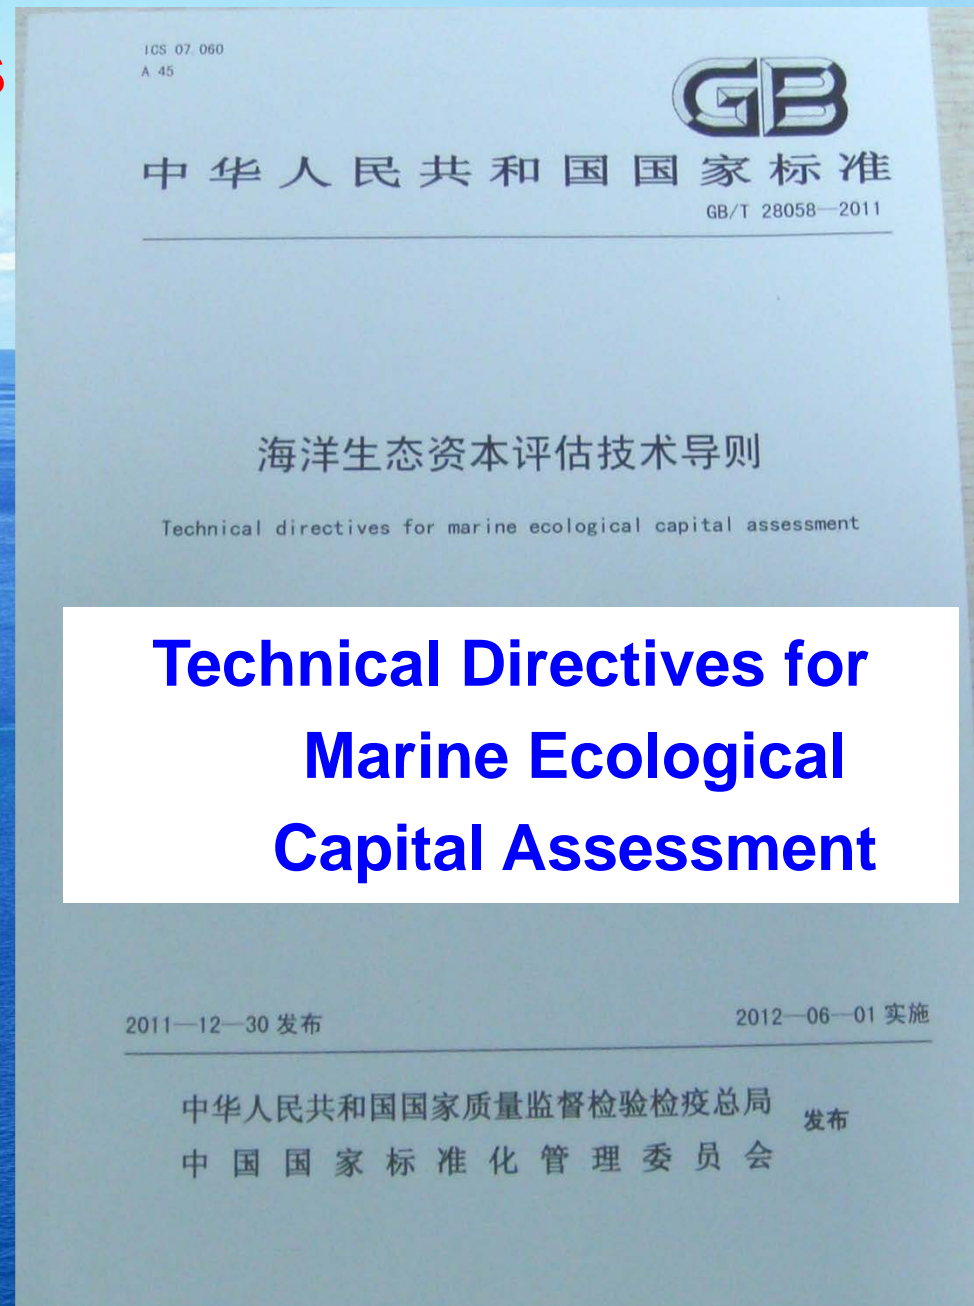 s
ICS 07.060
A 45
GB
中华人民共和国国家标准
GB/T 28058—2011
海洋生态资本评估技术导则
Technical directives for marine ecological capital assessment
Technical Directives for
Marine Ecological
Capital Assessment
2011—12—30 发布
2012—06—01 实施
中华人民共和国国家质量监督检验检疫总局
中国国家标准化管理委员会
发布